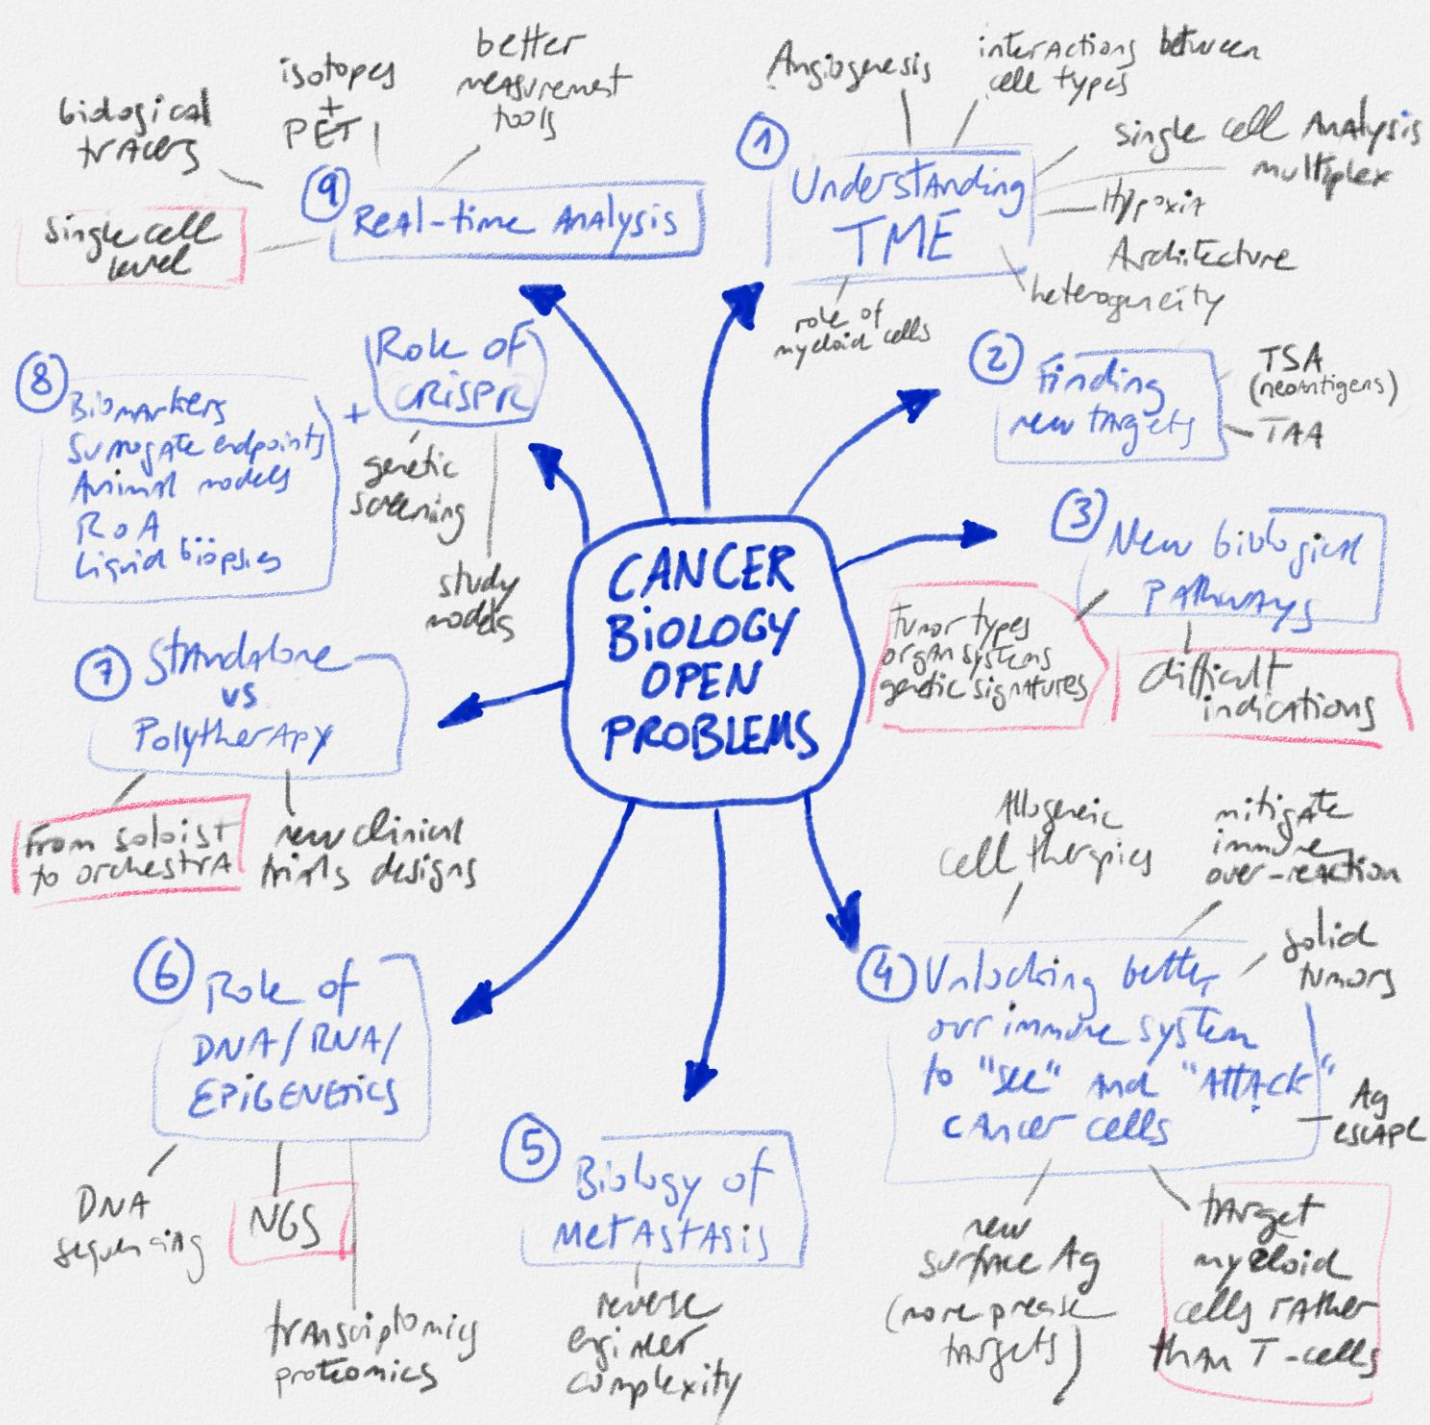 CANCER
BiOLOGY
OPEN
PROBLEMS
1
Understanding
TME
Angiogenesis
interactions between
cell types
single cell Analysis
multiplex
Hypoxia
Architecture
heterogeneity
role of
myeloid cells
2
Finding
new targets
TSA
(neoantigens)
TAA
3
New biological
pathways
Tumor types
organ systems
genetic signatures
difficult
indications
4
Unlocking better
our immune system
to "see" and "Attack"
cancer cells
Allogeneic
cell therapies
mitigate
immune
over-reaction
solid
tumors
Ag
escape
new
surface Ag
(more precise
targets)
target
myeloid
cells rather
than T-cells
5
Biology of
Metastasis
reverse
engineer
complexity
6
Role of
DNA/RNA/
EPiGENEtics
DNA
sequencing
NGS
transcriptomics
proteomics
7
Standalone
vs
Polytherapy
From soloist
to orchestra
new clinical
trials designs
8
Biomarkers
Surrogate endpoints
Animal models
RoA
Liquid biopsies
+
Role of
CRiSPR
genetic
screening
study
models
9
Real-time Analysis
biological
tracers
isotopes
+
PET
better
measurement
tools
single cell
level